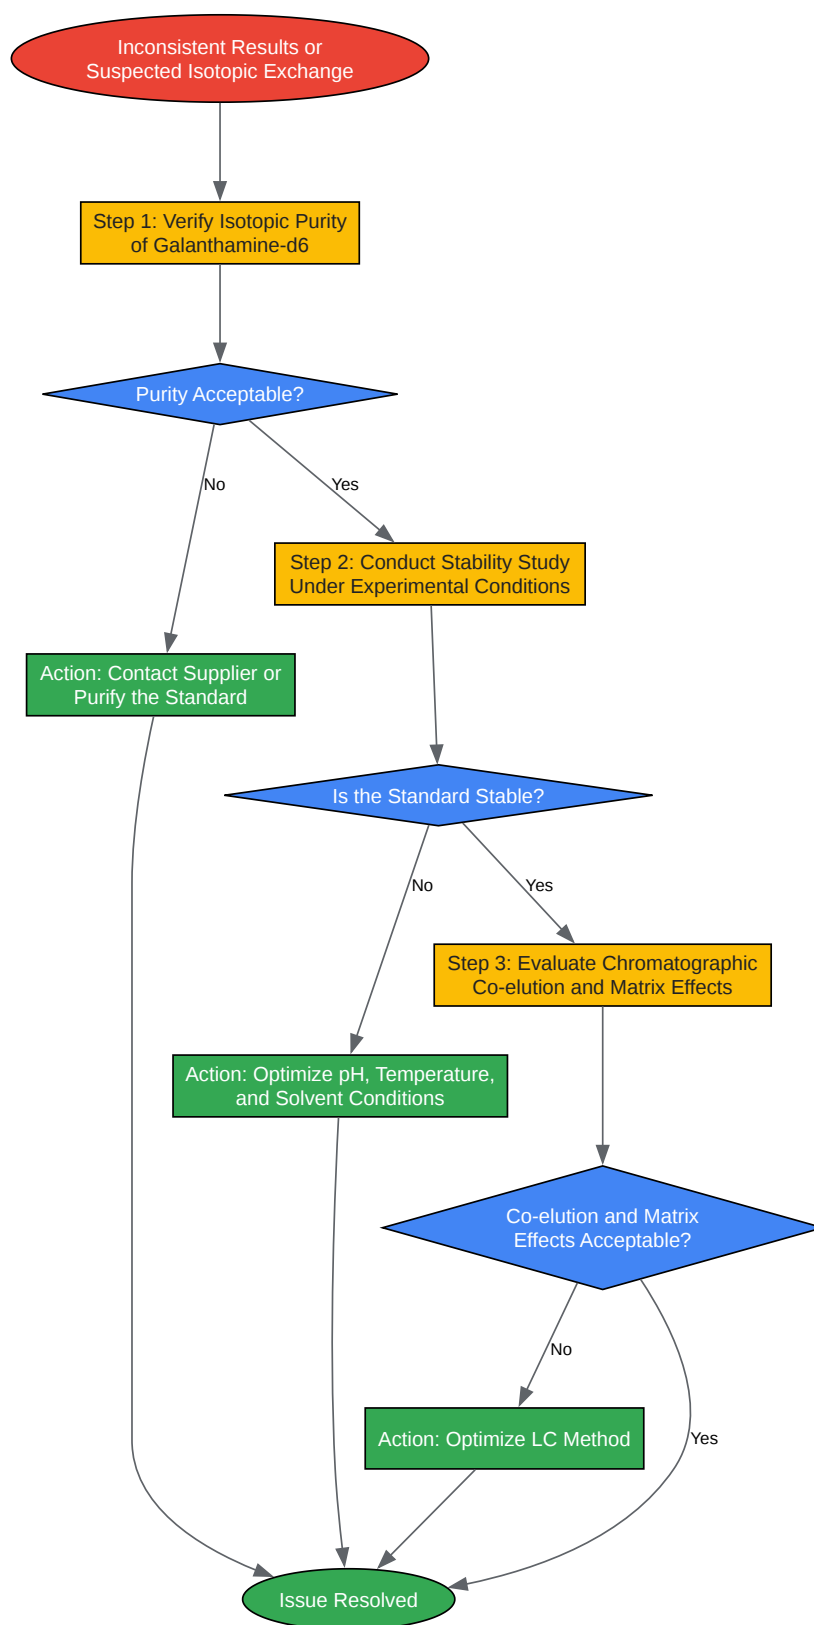 Inconsistent Results or
Suspected Isotopic Exchange
Step 1: Verify Isotopic Purity
of Galanthamine-d6
Purity Acceptable?
No
Yes
Step 2: Conduct Stability Study
Under Experimental Conditions
Action: Contact Supplier or
Purify the Standard
Is the Standard Stable?
No
Yes
Step 3: Evaluate Chromatographic
Co-elution and Matrix Effects
Action: Optimize pH, Temperature,
and Solvent Conditions
Co-elution and Matrix
Effects Acceptable?
No
Yes
Action: Optimize LC Method
Issue Resolved